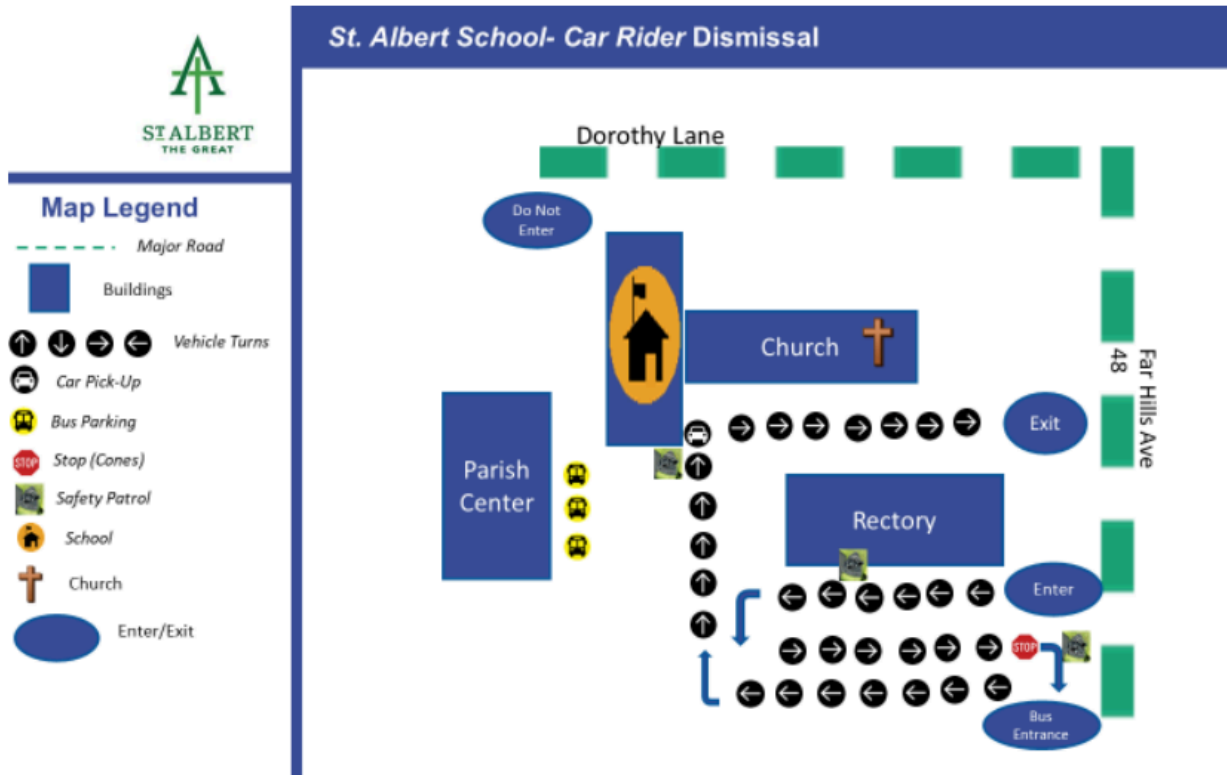 St. Albert School- Car Rider Dismissal
ST ALBERT
THE GREAT
Map Legend
Major Road
Buildings
Vehicle Turns
Car Pick-Up
Bus Parking
STOP
Stop (Cones)
Safety Patrol
School
Church
Enter/Exit
Dorothy Lane
Do Not
Enter
Church
48
Far Hills Ave
Exit
Parish
Center
Rectory
Enter
STOP
Bus
Entrance